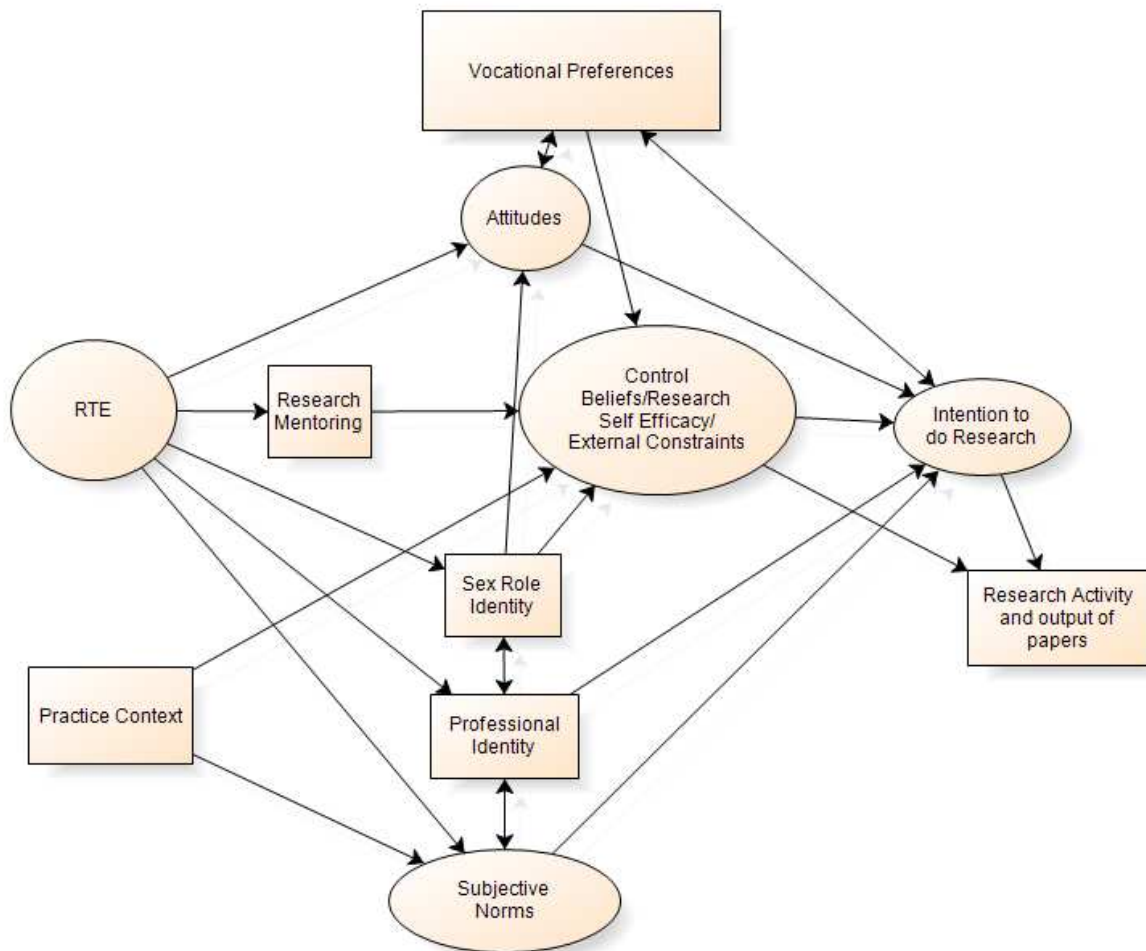 Vocational Preferences
Attitudes
RTE
Research
Mentoring
Control
Beliefs/Research
Self Efficacy/
External Constraints
Intention to
do Research
Sex Role
Identity
Research Activity
and output of
papers
Practice Context
Professional
Identity
Subjective
Norms